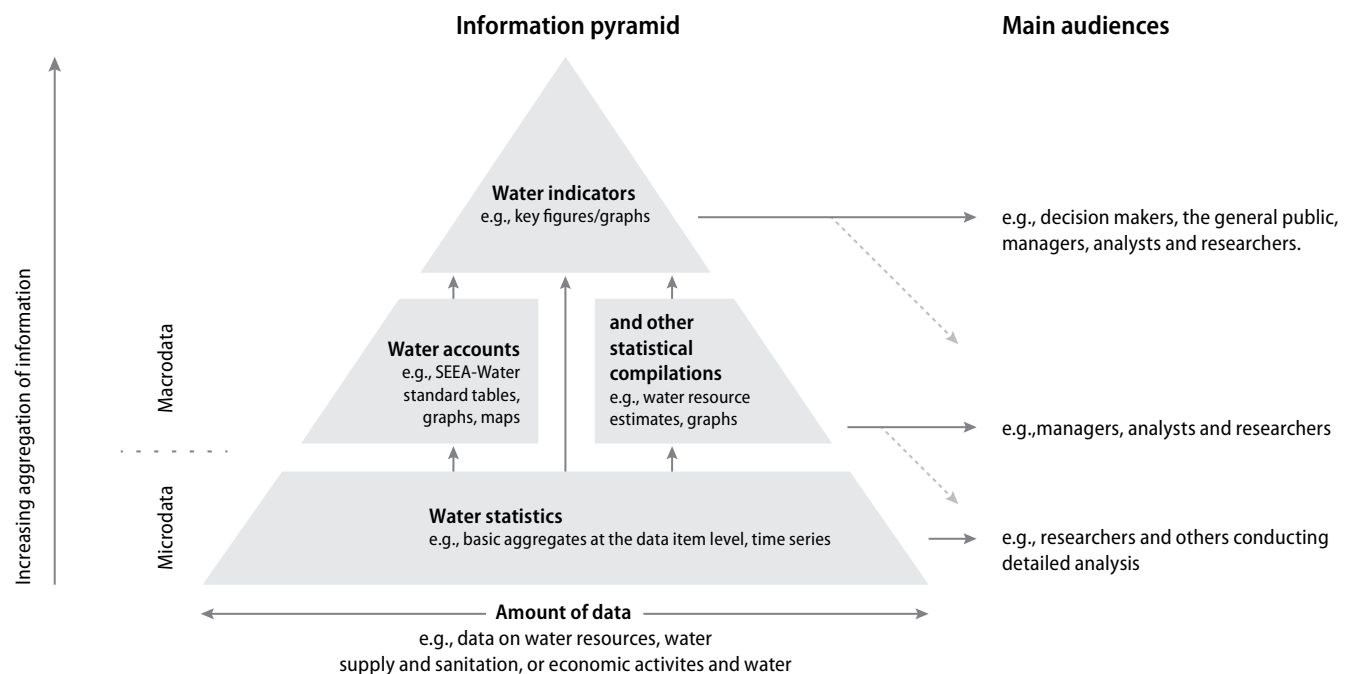 Information pyramid
Main audiences
Increasing aggregation of information
Macrodata
Microdata
Water indicators
e.g., key figures/graphs
e.g., decision makers, the general public,
managers, analysts and researchers.
Water accounts
e.g., SEEA-Water
standard tables,
graphs, maps
and other
statistical
compilations
e.g., water resource
estimates, graphs
e.g.,managers, analysts and researchers
Water statistics
e.g., basic aggregates at the data item level, time series
e.g., researchers and others conducting
detailed analysis
Amount of data
e.g., data on water resources, water
supply and sanitation, or economic activites and water